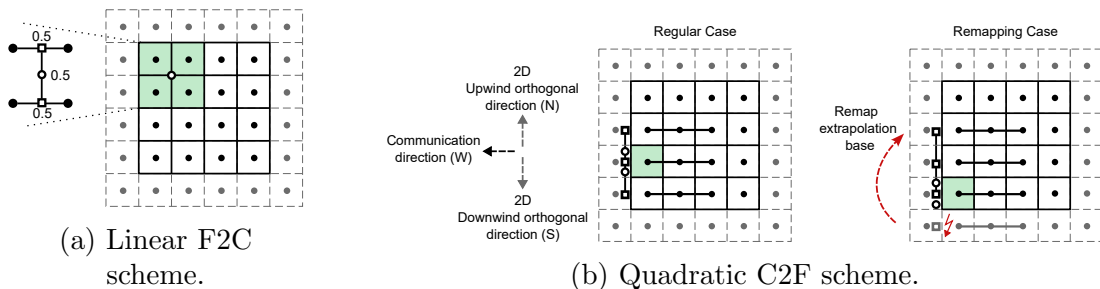 0.5
0.5
0.5
(a) Linear F2C
scheme.
Regular Case
Remapping Case
2D
Upwind orthogonal
direction (N)
Communication
direction (W)
2D
Downwind orthogonal
direction (S)
Remap
extrapolation
base
(b) Quadratic C2F scheme.